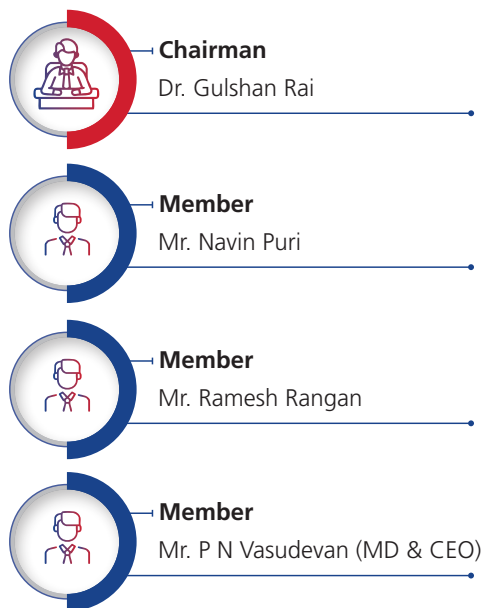 Chairman
Dr. Gulshan Rai
Member
Mr. Navin Puri
Member
Mr. Ramesh Rangan
Member
Mr. P N Vasudevan (MD & CEO)